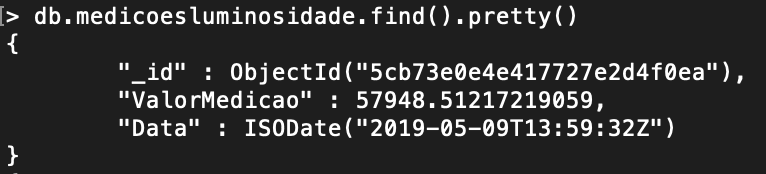 [> db.medicoesluminosidade.find().pretty()
{
	"_id" : ObjectId("5cb73e0e4e417727e2d4f0ea"),
	"ValorMedicao" : 57948.51217219059,
	"Data" : ISODate("2019-05-09T13:59:32Z")
}